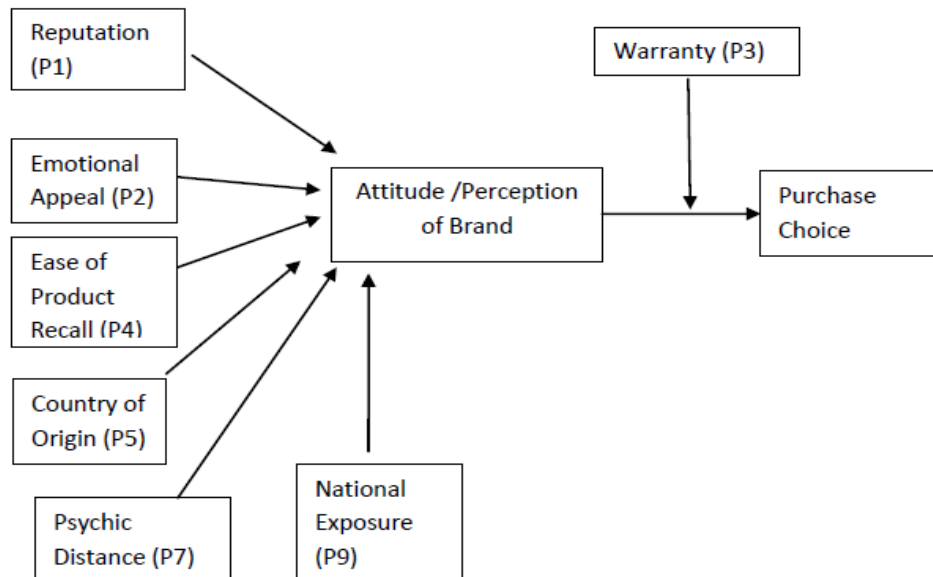 Reputation
(P1)
Warranty (P3)
Emotional
Appeal (P2)
Attitude /Perception
of Brand
Purchase
Choice
Ease of
Product
Recall (P4)
Country of
Origin (P5)
Psychic
Distance (P7)
National
Exposure
(P9)